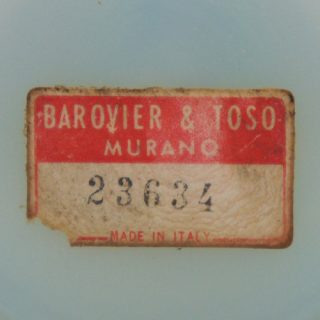 BAROVIER & TOSO
MURANO
23634
MADE IN ITALY